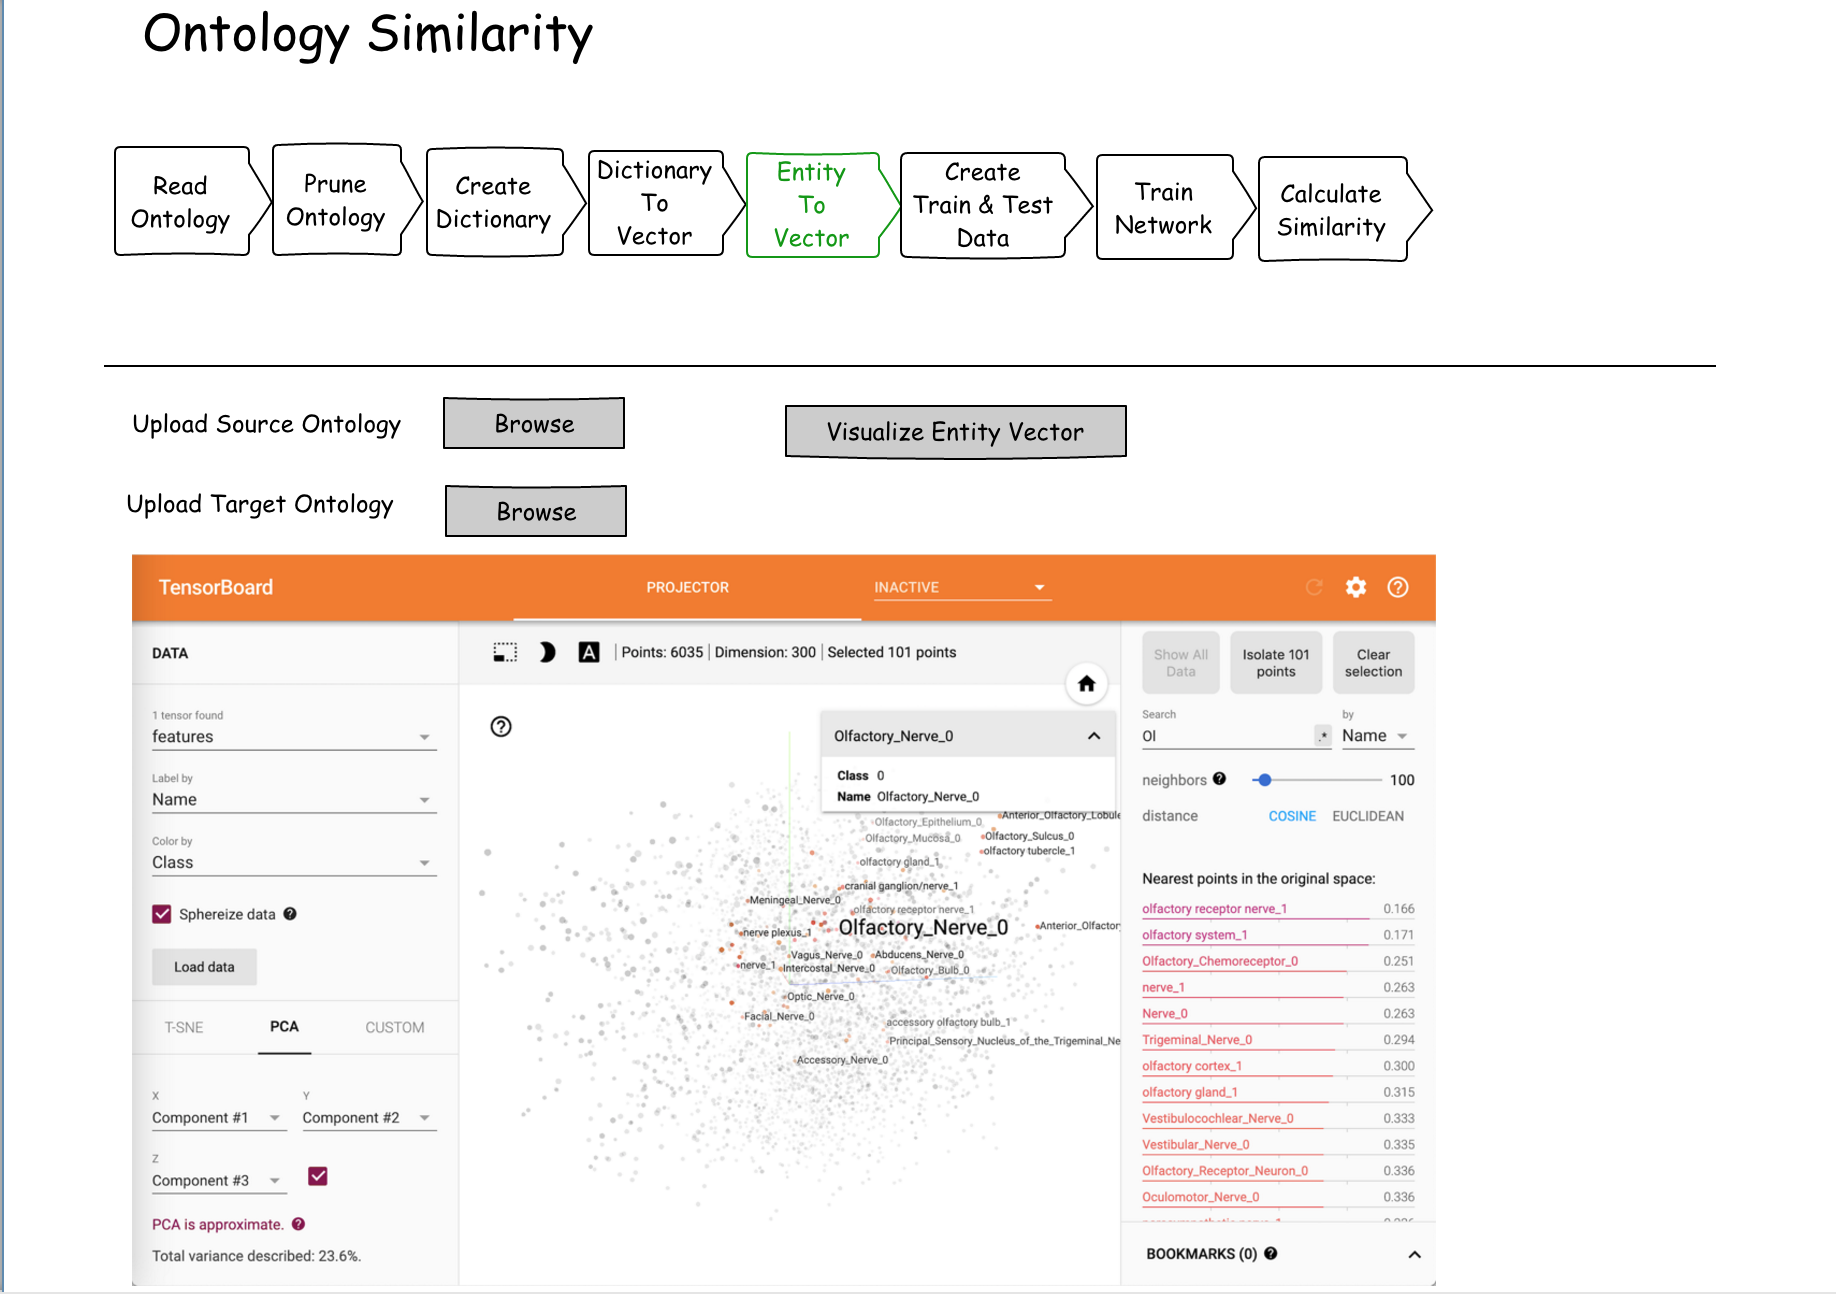 Ontology Similarity
Read
Ontology
Prune
Ontology
Create
Dictionary
Dictionary
To
Vector
Entity
To
Vector
Create
Train & Test
Data
Train
Network
Calculate
Similarity
Upload Source Ontology
Browse
Visualize Entity Vector
Upload Target Ontology
Browse
TensorBoard
PROJECTOR
INACTIVE
DATA
1 tensor found
features
Label by
Name
Color by
Class
Sphereize data
Load data
T-SNE
PCA
CUSTOM
X
Component #1
Y
Component #2
Z
Component #3
PCA is approximate.
Total variance described: 23.6%.
A
Points: 6035 | Dimension: 300 | Selected 101 points
Olfactory_Nerve_0
Class 0
Name Olfactory_Nerve_0
Anterior_Olfactory_Lobule
Olfactory_Epithelium_0
Olfactory_Sulcus_0
Olfactory_Mucosa_0
olfactory tubercle_1
olfactory gland_1
cranial ganglion/nerve_1
Meningeal_Nerve_0
olfactory receptor nerve_1
Olfactory_Nerve_0
Anterior_Olfactory
nerve plexus_1
Vagus_Nerve_0
Abducens_Nerve_0
nerve_1
Intercostal_Nerve_0
Olfactory_Bulb_0
Optic_Nerve_0
Facial_Nerve_0
accessory olfactory bulb_1
Principal_Sensory_Nucleus_of_the_Trigeminal_Ne
Accessory_Nerve_0
Show All
Data
Isolate 101
points
Clear
selection
Search
Ol
.*
by
Name
neighbors
100
distance
COSINE
EUCLIDEAN
Nearest points in the original space:
olfactory receptor nerve_1 0.166
olfactory system_1 0.171
Olfactory_Chemoreceptor_0 0.251
nerve_1 0.263
Nerve_0 0.263
Trigeminal_Nerve_0 0.294
olfactory cortex_1 0.300
olfactory gland_1 0.315
Vestibulocochlear_Nerve_0 0.333
Vestibular_Nerve_0 0.335
Olfactory_Receptor_Neuron_0 0.336
Oculomotor_Nerve_0 0.336
BOOKMARKS (0)